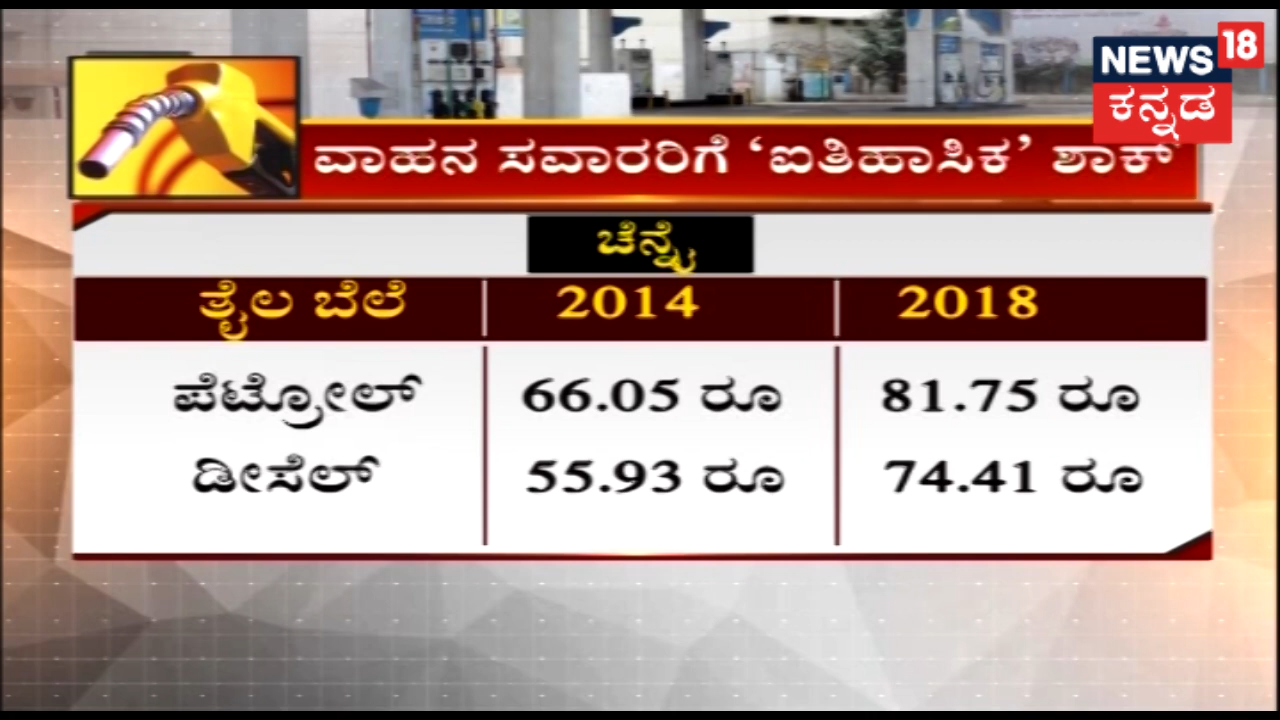 NEWS 18
ಕನ್ನಡ
ವಾಹನ ಸವಾರರಿಗೆ ‘ಐತಿಹಾಸಿಕ’ ಶಾಕ್
ಚೆನ್ನೈ
ತೈಲ ಬೆಲೆ 2014 2018
ಪೆಟ್ರೋಲ್ 66.05 ರೂ 81.75 ರೂ
ಡೀಸೆಲ್ 55.93 ರೂ 74.41 ರೂ